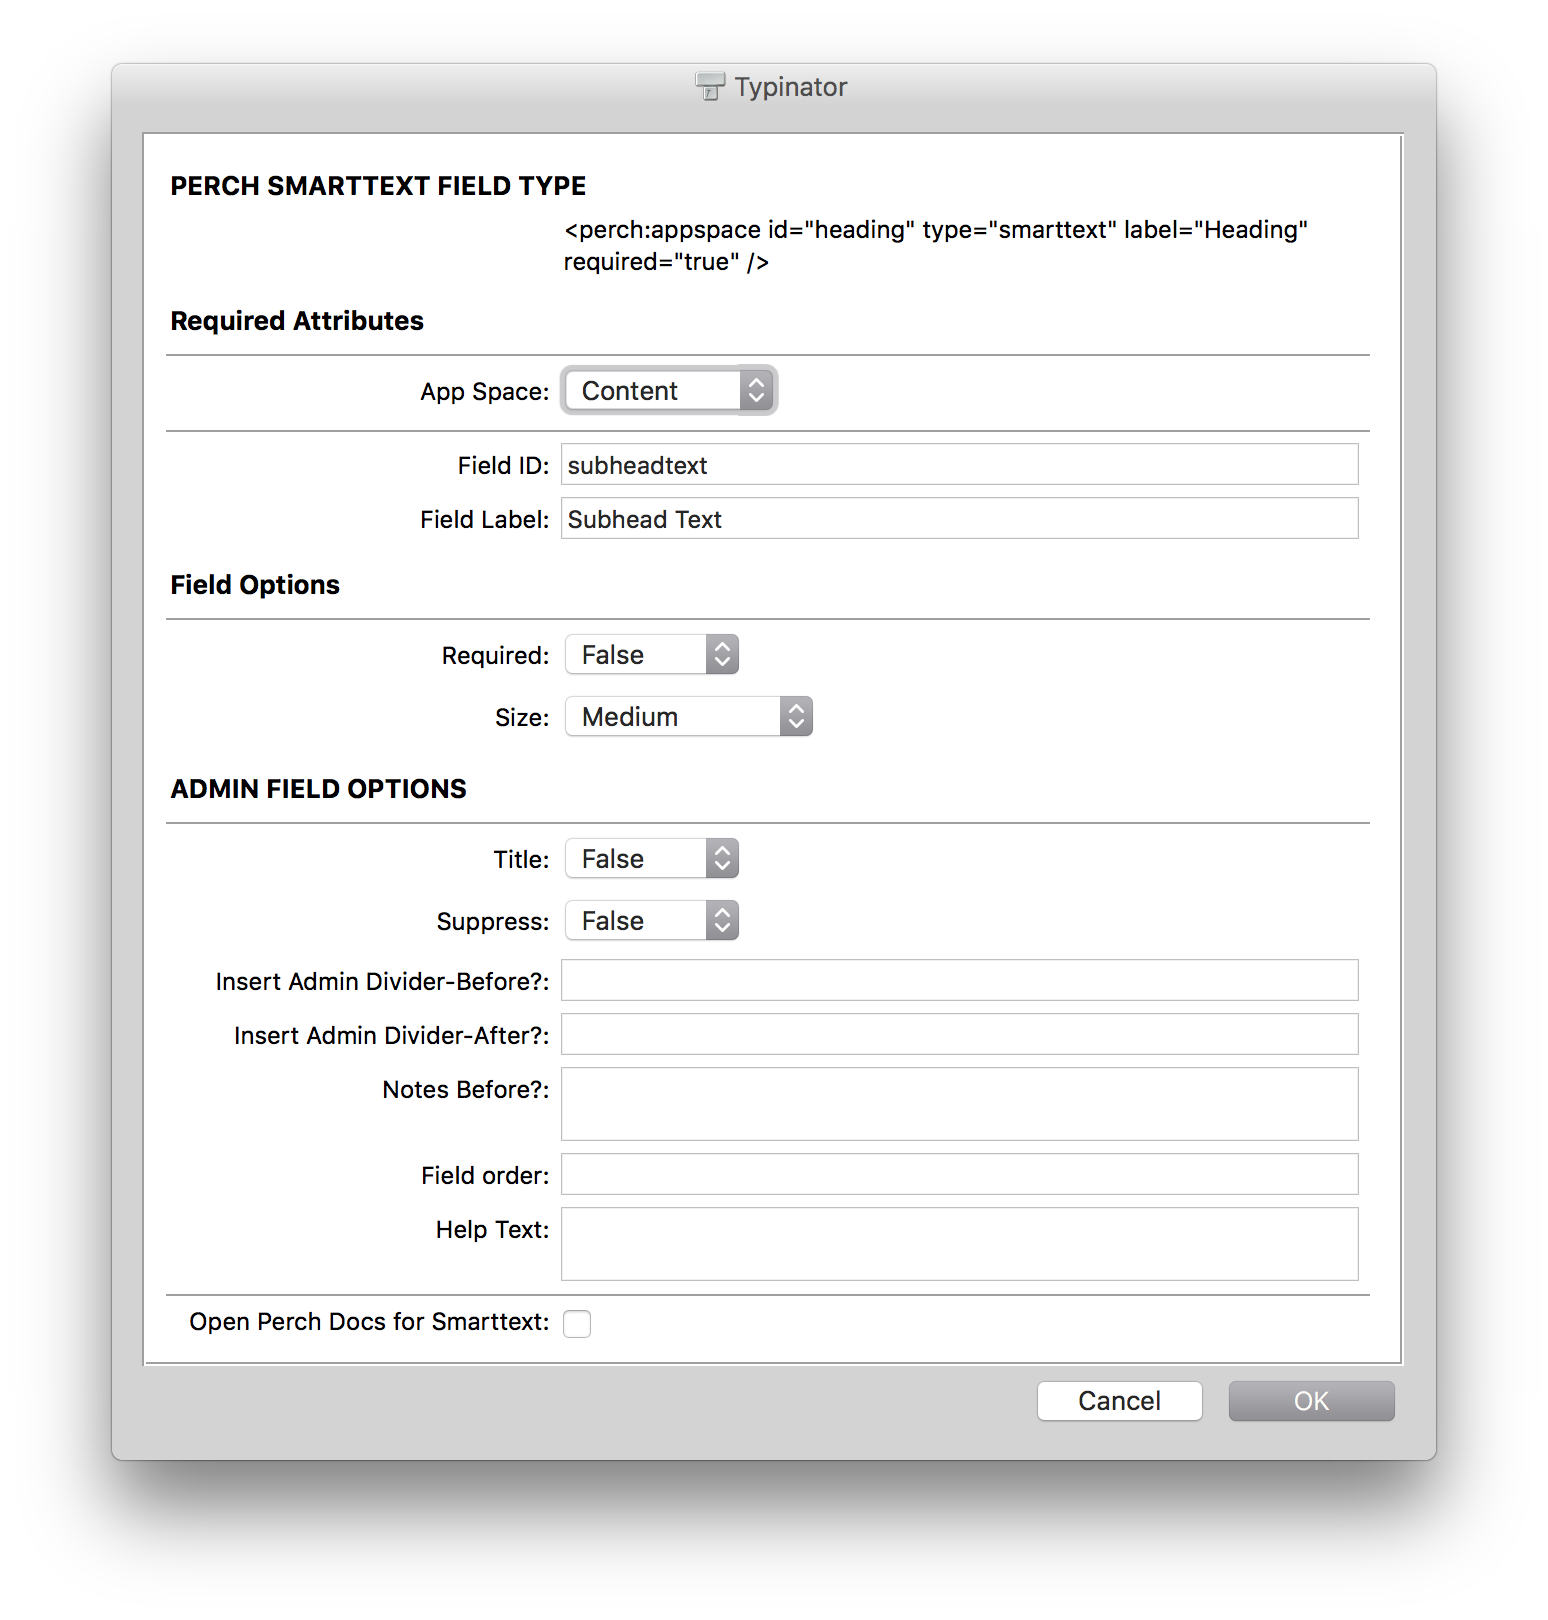 Typinator
PERCH SMARTTEXT FIELD TYPE
<perch:appspace id="heading" type="smarttext" label="Heading"
required="true" />
Required Attributes
App Space: Content
Field ID: subheadtext
Field Label: Subhead Text
Field Options
Required: False
Size: Medium
ADMIN FIELD OPTIONS
Title: False
Suppress: False
Insert Admin Divider-Before?:
Insert Admin Divider-After?:
Notes Before?:
Field order:
Help Text:
Open Perch Docs for Smarttext:
Cancel OK